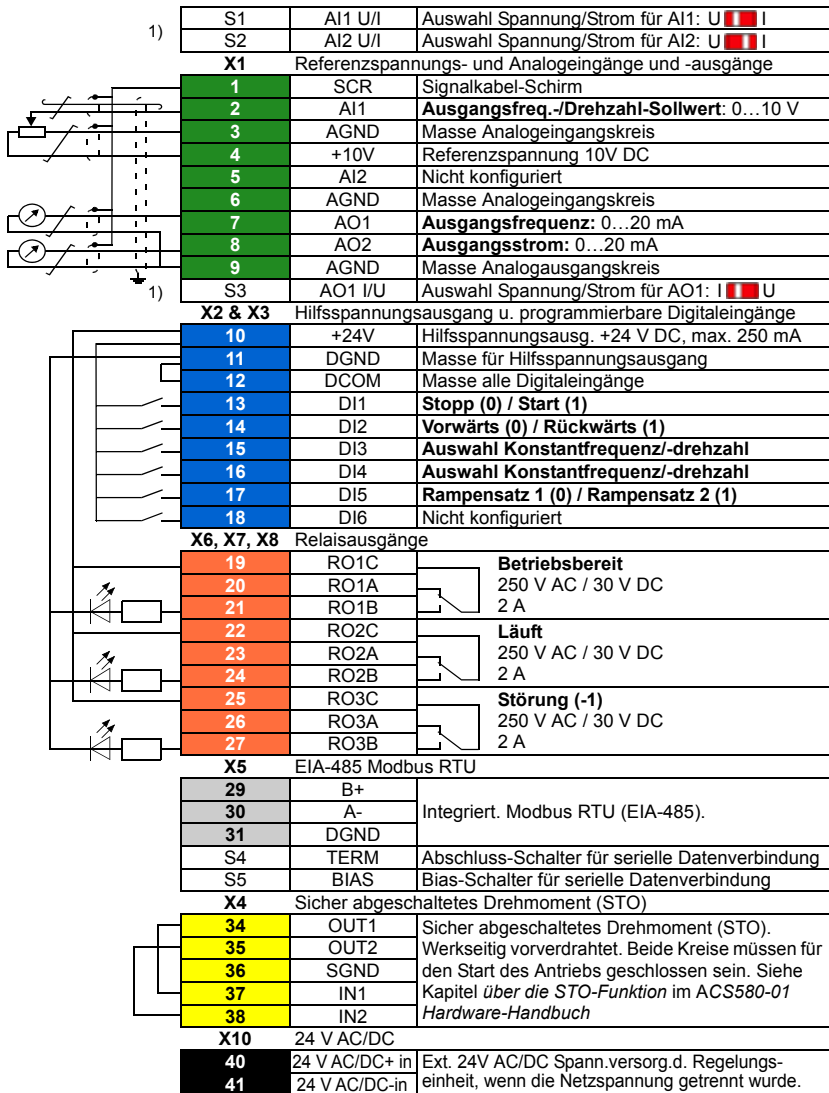 1)
S1 AI1 U/I Auswahl Spannung/Strom für AI1: U I
S2 AI2 U/I Auswahl Spannung/Strom für AI2: U I
X1 Referenzspannungs- und Analogeingänge und -ausgänge
1 SCR Signalkabel-Schirm
2 AI1 Ausgangsfreq.-/Drehzahl-Sollwert: 0…10 V
3 AGND Masse Analogeingangskreis
4 +10V Referenzspannung 10V DC
5 AI2 Nicht konfiguriert
6 AGND Masse Analogeingangskreis
7 AO1 Ausgangsfrequenz: 0…20 mA
8 AO2 Ausgangsstrom: 0…20 mA
9 AGND Masse Analogausgangskreis
1) S3 AO1 I/U Auswahl Spannung/Strom für AO1: I U
X2 & X3 Hilfsspannungsausgang u. programmierbare Digitaleingänge
10 +24V Hilfsspannungsausg. +24 V DC, max. 250 mA
11 DGND Masse für Hilfsspannungsausgang
12 DCOM Masse alle Digitaleingänge
13 DI1 Stopp (0) / Start (1)
14 DI2 Vorwärts (0) / Rückwärts (1)
15 DI3 Auswahl Konstantfrequenz/-drehzahl
16 DI4 Auswahl Konstantfrequenz/-drehzahl
17 DI5 Rampensatz 1 (0) / Rampensatz 2 (1)
18 DI6 Nicht konfiguriert
X6, X7, X8 Relaisausgänge
19 RO1C Betriebsbereit
20 RO1A 250 V AC / 30 V DC
21 RO1B 2 A
22 RO2C Läuft
23 RO2A 250 V AC / 30 V DC
24 RO2B 2 A
25 RO3C Störung (-1)
26 RO3A 250 V AC / 30 V DC
27 RO3B 2 A
X5 EIA-485 Modbus RTU
29 B+
30 A- Integriert. Modbus RTU (EIA-485).
31 DGND
S4 TERM Abschluss-Schalter für serielle Datenverbindung
S5 BIAS Bias-Schalter für serielle Datenverbindung
X4 Sicher abgeschaltetes Drehmoment (STO)
34 OUT1 Sicher abgeschaltetes Drehmoment (STO).
35 OUT2 Werkseitig vorverdrahtet. Beide Kreise müssen für
36 SGND den Start des Antriebs geschlossen sein. Siehe
37 IN1 Kapitel über die STO-Funktion im ACS580-01
38 IN2 Hardware-Handbuch
X10 24 V AC/DC
40 24 V AC/DC+ in Ext. 24V AC/DC Spann.versorg.d. Regelungs-
41 24 V AC/DC-in einheit, wenn die Netzspannung getrennt wurde.